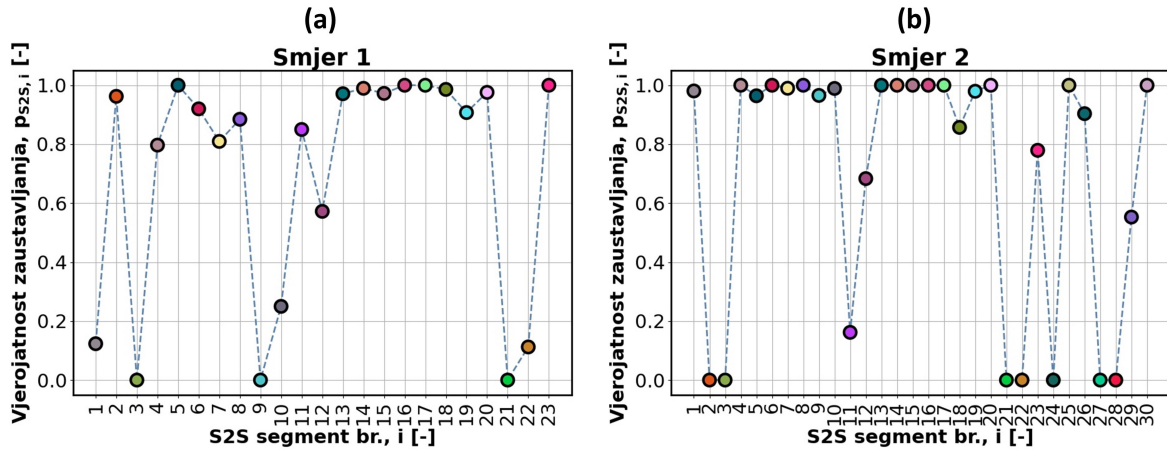 (a)
Smjer 1
Vjerojatnost zaustavljanja, pS2S,i [-]
1.0
0.8
0.6
0.4
0.2
0.0
1 2 3 4 5 6 7 8 9 10 11 12 13 14 15 16 17 18 19 20 21 22 23
S2S segment br., i [-]
(b)
Smjer 2
Vjerojatnost zaustavljanja, pS2S,i [-]
1.0
0.8
0.6
0.4
0.2
0.0
1 2 3 4 5 6 7 8 9 10 11 12 13 14 15 16 17 18 19 20 21 22 23 24 25 26 27 28 29 30
S2S segment br., i [-]